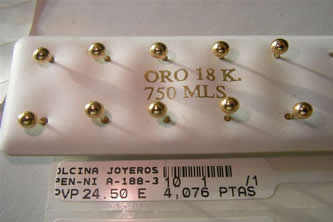 ORO 18 K.
750 MLS.
OLCINA JOYEROS
PEN-NI A-188-3 10 1 /1
PVP 24.50 E 4,076 PTAS